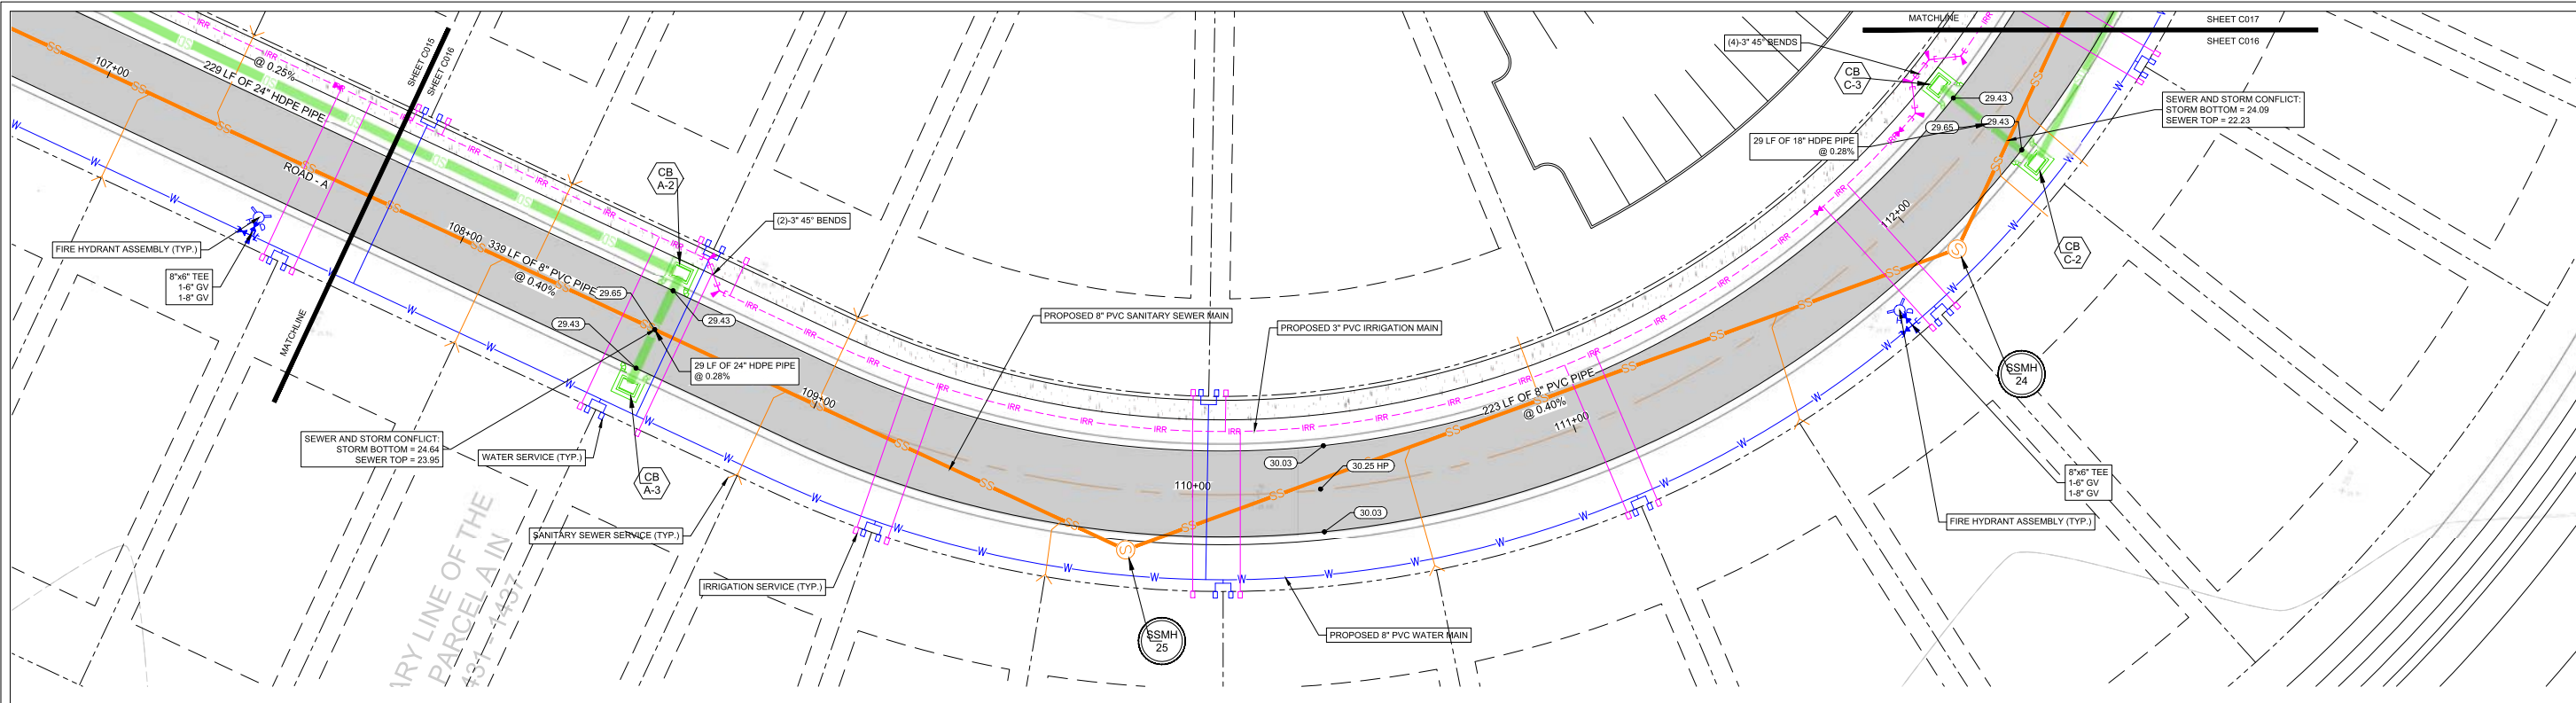 MATCHLINE
SHEET C017
SHEET C016
107+00
229 LF OF 24" HDPE PIPE
@ 0.25%
SHEET C015
SHEET C016
MATCHLINE
ROAD - A
FIRE HYDRANT ASSEMBLY (TYP.)
8"x6" TEE
1-6" GV
1-8" GV
108+00
339 LF OF 8" PVC PIPE
@ 0.40%
CB
A-2
(2)-3" 45° BENDS
29.65
29.43
29.43
29 LF OF 24" HDPE PIPE
@ 0.28%
SEWER AND STORM CONFLICT:
STORM BOTTOM = 24.64
SEWER TOP = 23.95
WATER SERVICE (TYP.)
CB
A-3
SANITARY SEWER SERVICE (TYP.)
IRRIGATION SERVICE (TYP.)
109+00
PROPOSED 8" PVC SANITARY SEWER MAIN
PROPOSED 3" PVC IRRIGATION MAIN
110+00
30.03
30.25 HP
30.03
SSMH
25
PROPOSED 8" PVC WATER MAIN
223 LF OF 8" PVC PIPE
@ 0.40%
111+00
112+00
(4)-3" 45° BENDS
CB
C-3
29.43
29.65
29.43
29 LF OF 18" HDPE PIPE
@ 0.28%
SEWER AND STORM CONFLICT:
STORM BOTTOM = 24.09
SEWER TOP = 22.23
CB
C-2
SSMH
24
8"x6" TEE
1-6" GV
1-8" GV
FIRE HYDRANT ASSEMBLY (TYP.)
ARY LINE OF THE
PARCEL A IN
431 - 1437
SS
SD
W
IRR
S
S